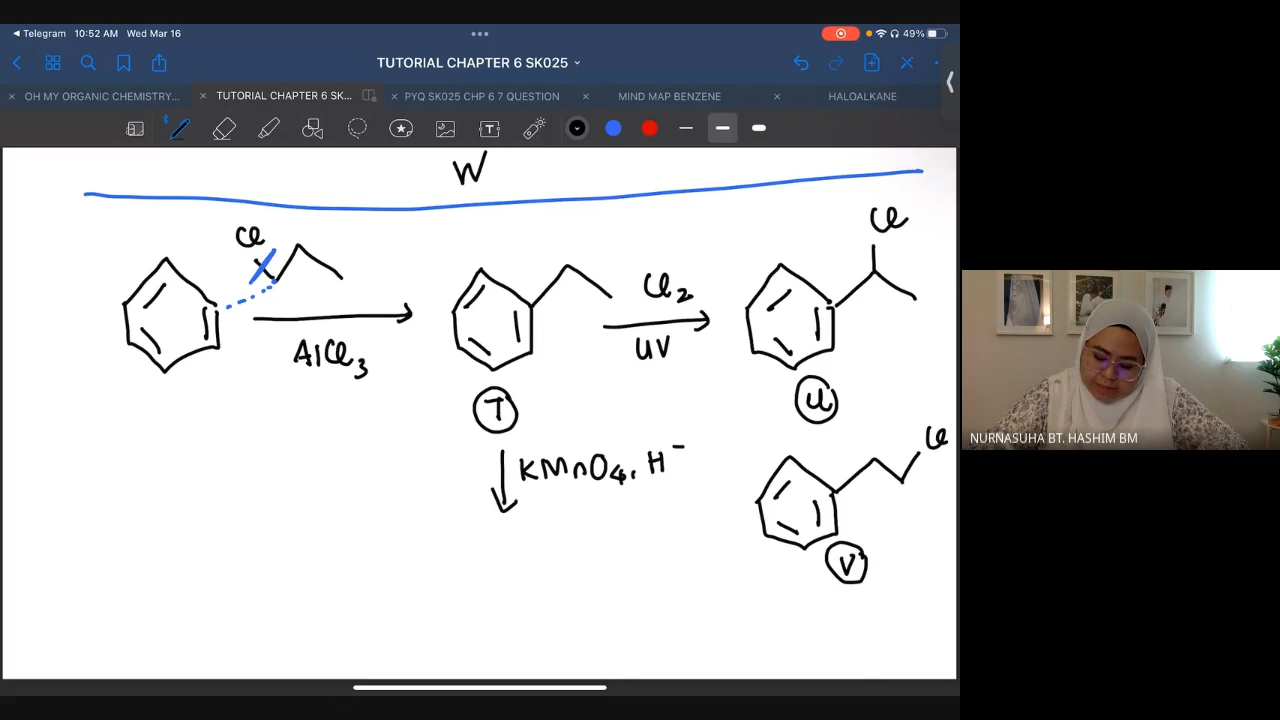 Telegram 10:52 AM Wed Mar 16
49%
TUTORIAL CHAPTER 6 SK025
OH MY ORGANIC CHEMISTRY...
TUTORIAL CHAPTER 6 SK...
PYQ SK025 CHP 6 7 QUESTION
MIND MAP BENZENE
HALOALKANE
W
Cl
AlCl3
T
Cl2
UV
Cl
U
KMnO4, H-
Cl
V
NURNASUHA BT. HASHIM BM